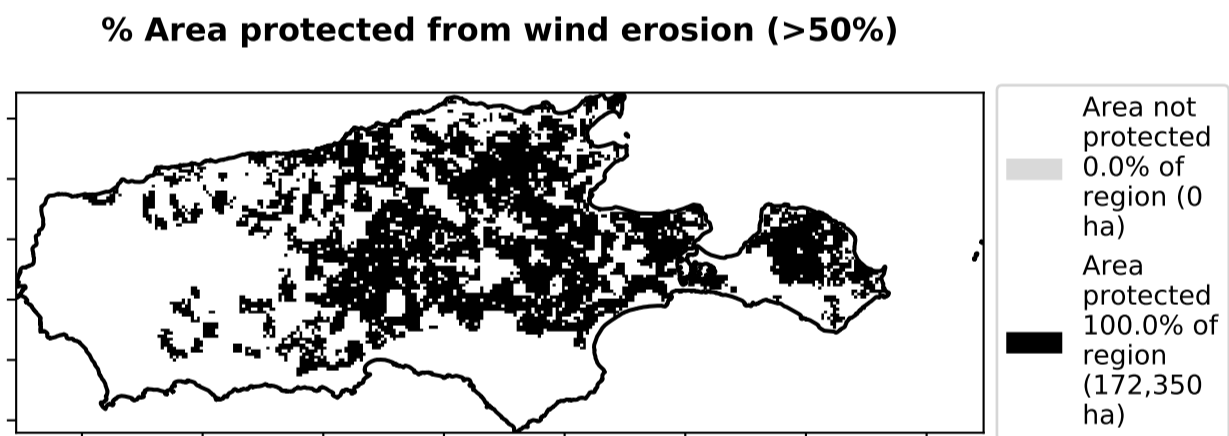 % Area protected from wind erosion (>50%)
Area not
protected
0.0% of
region (0
ha)
Area
protected
100.0% of
region
(172,350
ha)